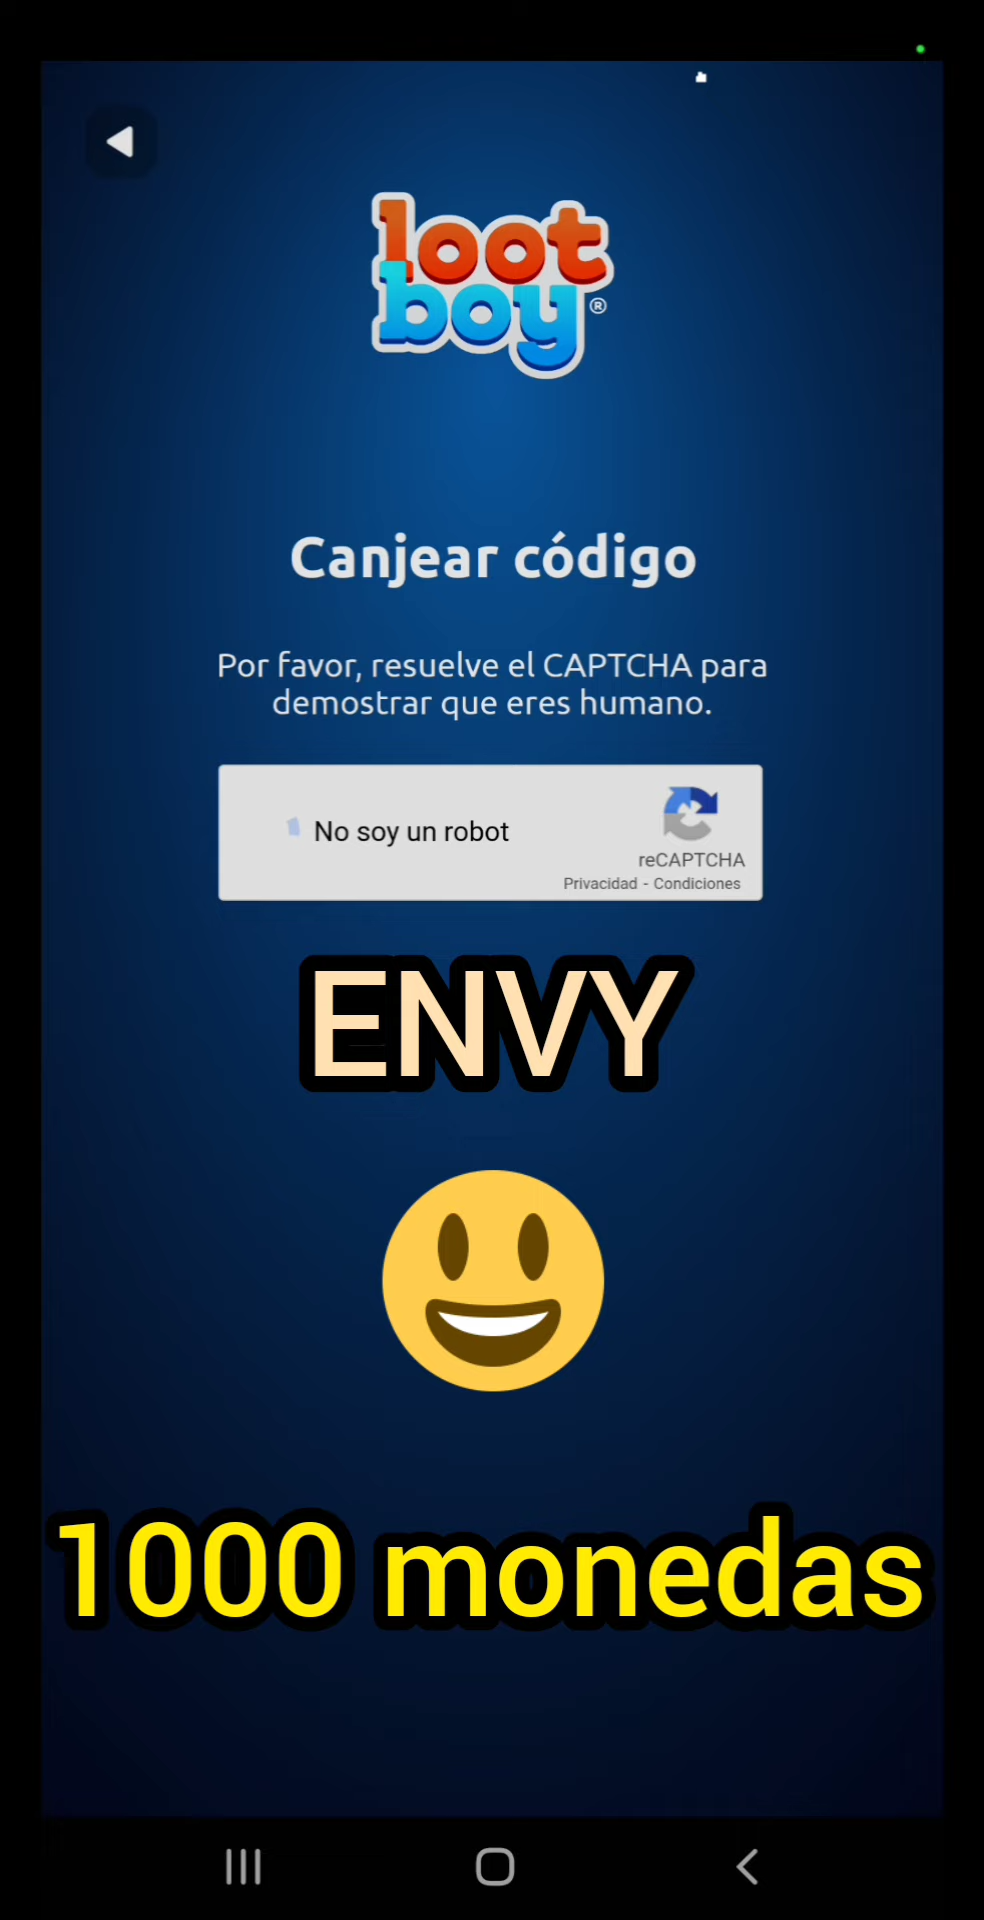 loot
boy®
Canjear código
Por favor, resuelve el CAPTCHA para
demostrar que eres humano.
No soy un robot
reCAPTCHA
Privacidad - Condiciones
ENVY
1000 monedas